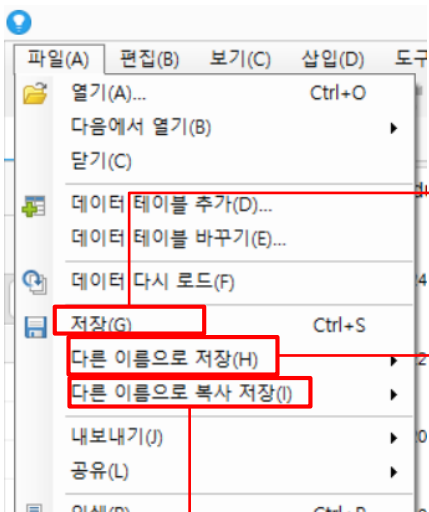 파일(A) 편집(B) 보기(C) 삽입(D) 도구
열기(A)... Ctrl+O
다음에서 열기(B)
닫기(C)
데이터 테이블 추가(D)...
데이터 테이블 바꾸기(E)...
데이터 다시 로드(F)
저장(G) Ctrl+S
다른 이름으로 저장(H)
다른 이름으로 복사 저장(I)
내보내기(J)
공유(L)